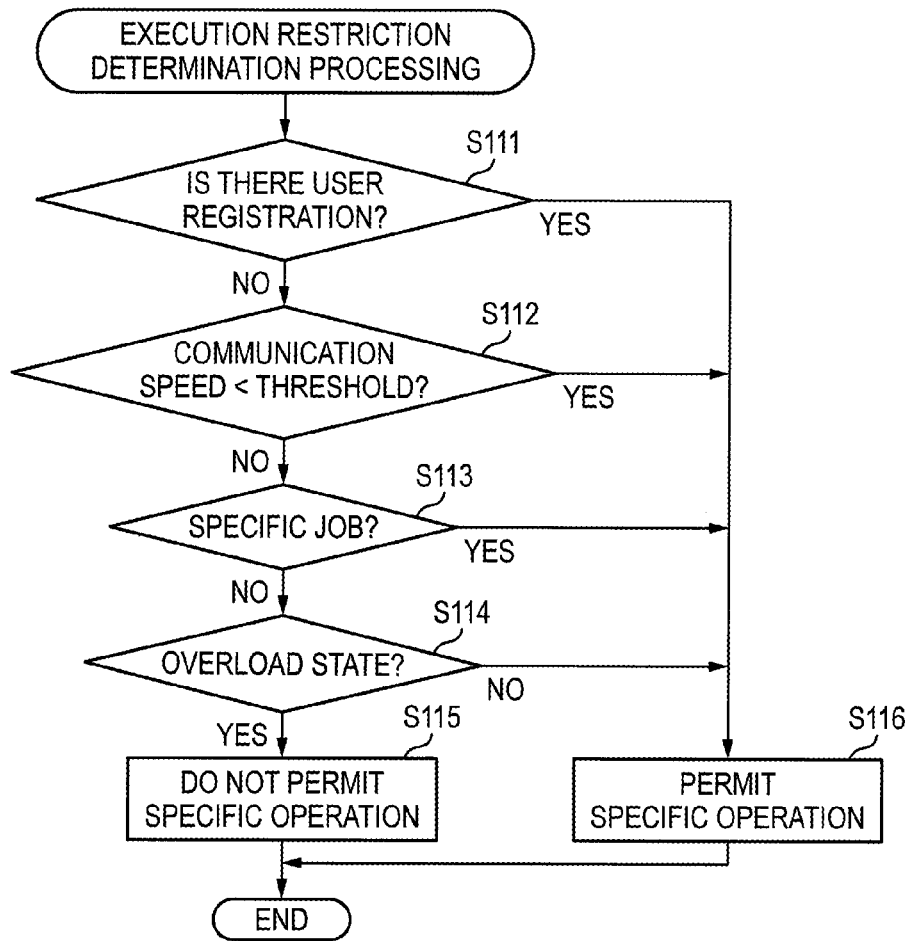 EXECUTION RESTRICTION
DETERMINATION PROCESSING
S111
IS THERE USER
REGISTRATION?
YES
NO
S112
COMMUNICATION
SPEED < THRESHOLD?
YES
NO
S113
SPECIFIC JOB?
YES
NO
S114
OVERLOAD STATE?
NO
YES
S115
S116
DO NOT PERMIT
SPECIFIC OPERATION
PERMIT
SPECIFIC OPERATION
END